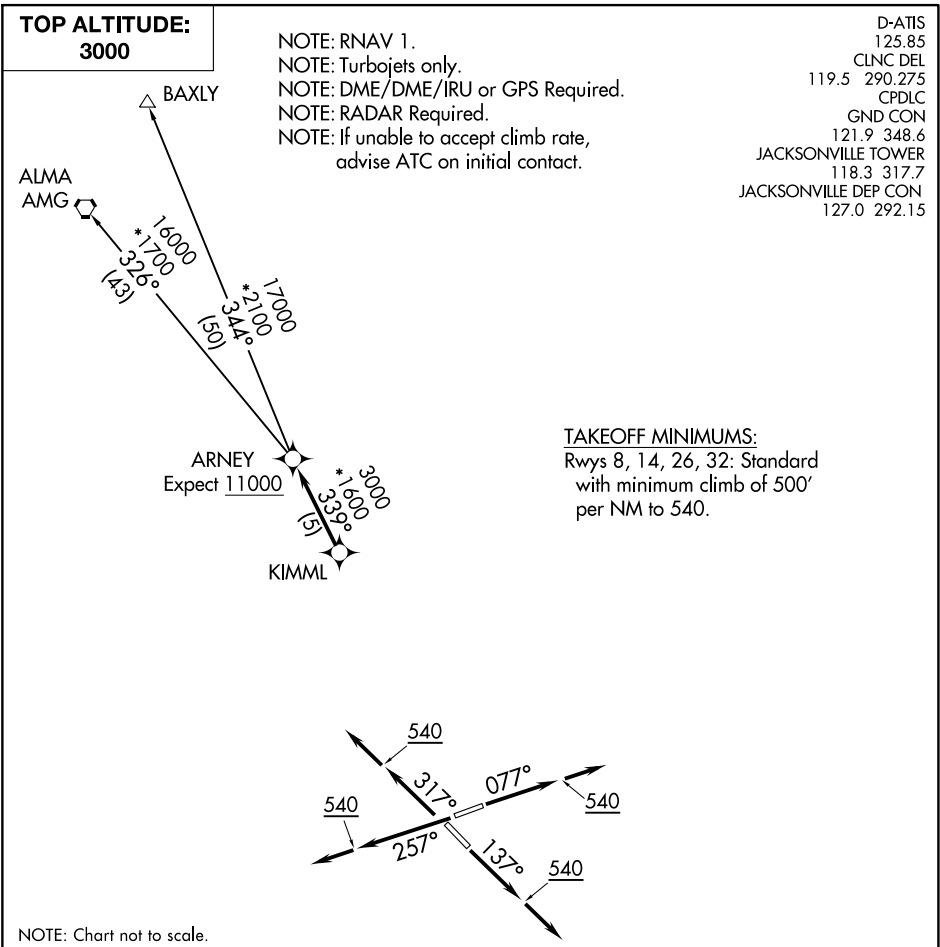 TOP ALTITUDE:
3000
NOTE: RNAV 1.
NOTE: Turbojets only.
NOTE: DME/DME/IRU or GPS Required.
NOTE: RADAR Required.
NOTE: If unable to accept climb rate,
advise ATC on initial contact.
D-ATIS
125.85
CLNC DEL
119.5 290.275
CPDLC
GND CON
121.9 348.6
JACKSONVILLE TOWER
118.3 317.7
JACKSONVILLE DEP CON
127.0 292.15
BAXLY
ALMA
AMG
16000
*1700
326°
(43)
17000
*2100
344°
(50)
ARNEY
Expect 11000
3000
*1600
339°
(5)
KIMML
TAKEOFF MINIMUMS:
Rwys 8, 14, 26, 32: Standard
with minimum climb of 500'
per NM to 540.
540
317°
077°
540
540
257°
137°
540
NOTE: Chart not to scale.